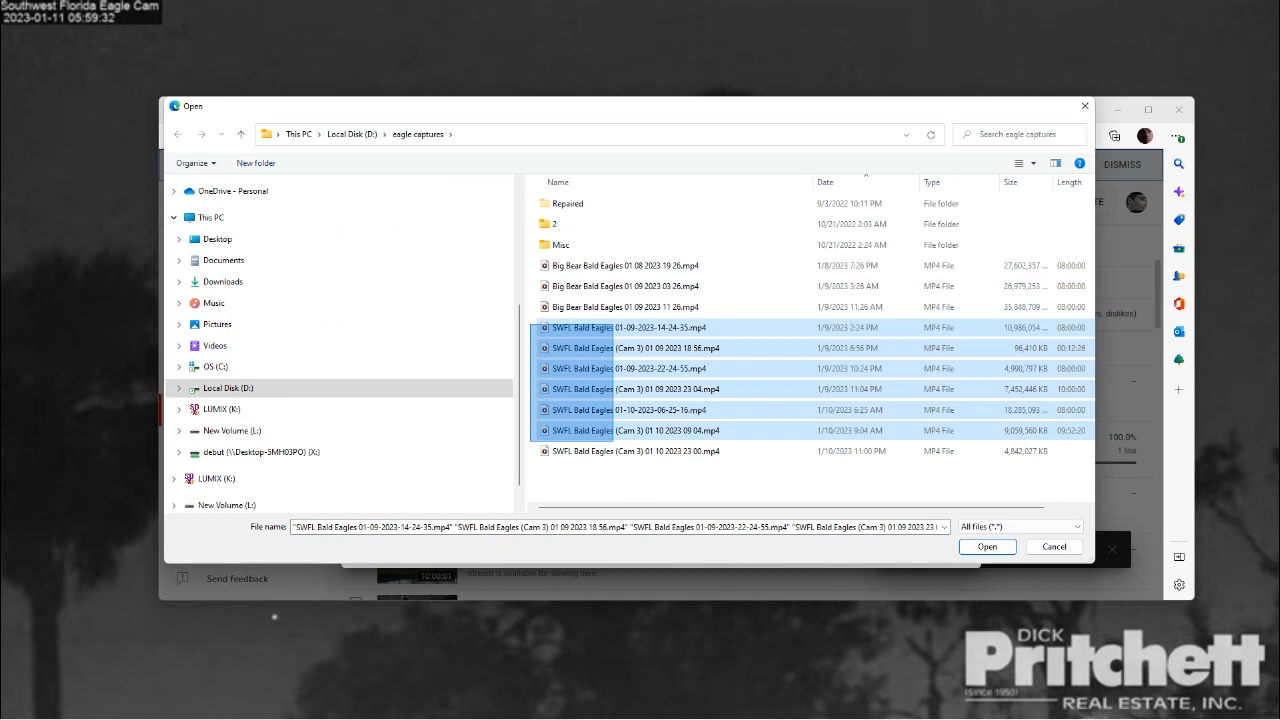 Southwest Florida Eagle Cam
2023-01-11 05:59:32
Open
This PC
Local Disk (D:)
eagle captures
Search eagle captures
Organize
New folder
DISMISS
OneDrive - Personal
This PC
Desktop
Documents
Downloads
Music
Pictures
Videos
OS (C:)
Local Disk (D:)
LUMIX (K:)
New Volume (L:)
debut (\\Desktop-5MH03PO) (X:)
LUMIX (K:)
New Volume (L:)
Name Date Type Size Length
Repaired 9/3/2022 10:11 PM File folder
2 10/21/2022 2:03 AM File folder
Misc 10/21/2022 2:24 AM File folder
Big Bear Bald Eagles 01 08 2023 19 26.mp4 1/8/2023 7:26 PM MP4 File 27,602,357 ... 08:00:00
Big Bear Bald Eagles 01 09 2023 03 26.mp4 1/9/2023 3:26 AM MP4 File 26,979,253 ... 08:00:00
Big Bear Bald Eagles 01 09 2023 11 26.mp4 1/9/2023 11:26 AM MP4 File 35,848,709 ... 08:00:00
SWFL Bald Eagles 01-09-2023-14-24-35.mp4 1/9/2023 2:24 PM MP4 File 10,986,054 ... 08:00:00
SWFL Bald Eagles (Cam 3) 01 09 2023 18 56.mp4 1/9/2023 6:56 PM MP4 File 96,410 KB 00:12:26
SWFL Bald Eagles 01-09-2023-22-24-55.mp4 1/9/2023 10:24 PM MP4 File 4,990,797 KB 08:00:00
SWFL Bald Eagles (Cam 3) 01 09 2023 23 04.mp4 1/9/2023 11:04 PM MP4 File 7,452,446 KB 10:00:00
SWFL Bald Eagles 01-10-2023-06-25-16.mp4 1/10/2023 6:25 AM MP4 File 18,285,093 ... 08:00:00
SWFL Bald Eagles (Cam 3) 01 10 2023 09 04.mp4 1/10/2023 9:04 AM MP4 File 9,059,560 KB 09:52:20
SWFL Bald Eagles (Cam 3) 01 10 2023 23 00.mp4 1/10/2023 11:00 PM MP4 File 4,842,027 KB
vs. dislikes)
100.0%
1 like
File name: "SWFL Bald Eagles 01-09-2023-14-24-35.mp4" "SWFL Bald Eagles (Cam 3) 01 09 2023 18 56.mp4" "SWFL Bald Eagles 01-09-2023-22-24-55.mp4" "SWFL Bald Eagles (Cam 3) 01 09 2023 23 All files (*.*)
Open Cancel
Send feedback
10:00:01
stream is available for viewing here
DICK
Pritchett
(Since 1950)
REAL ESTATE, INC.